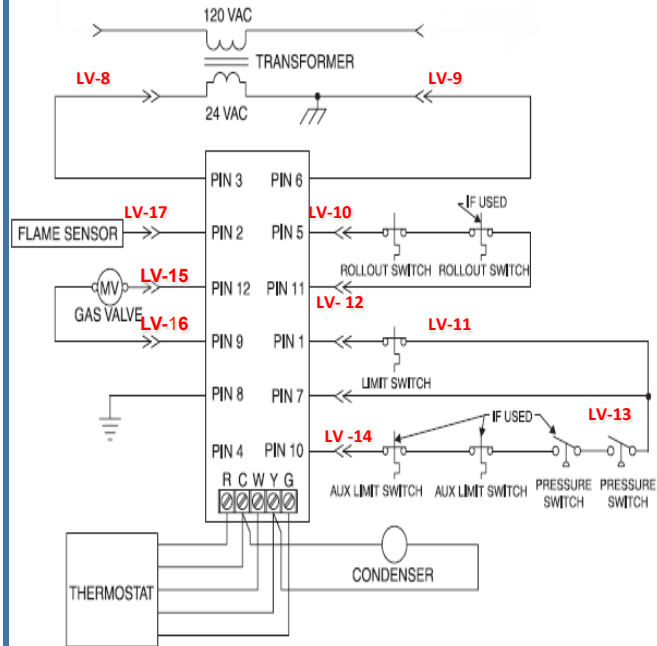 120 VAC
LV-8
TRANSFORMER
LV-9
24 VAC
PIN 3 PIN 6
IF USED
LV-17
LV-10
FLAME SENSOR
PIN 2 PIN 5
ROLLOUT SWITCH ROLLOUT SWITCH
LV-15
MV
PIN 12 PIN 11
LV- 12
GAS VALVE
LV-16
LV-11
PIN 9 PIN 1
LIMIT SWITCH
PIN 8 PIN 7
IF USED
LV-13
LV -14
PIN 4 PIN 10
R C W Y G
AUX LIMIT SWITCH AUX LIMIT SWITCH
PRESSURE SWITCH
PRESSURE SWITCH
CONDENSER
THERMOSTAT